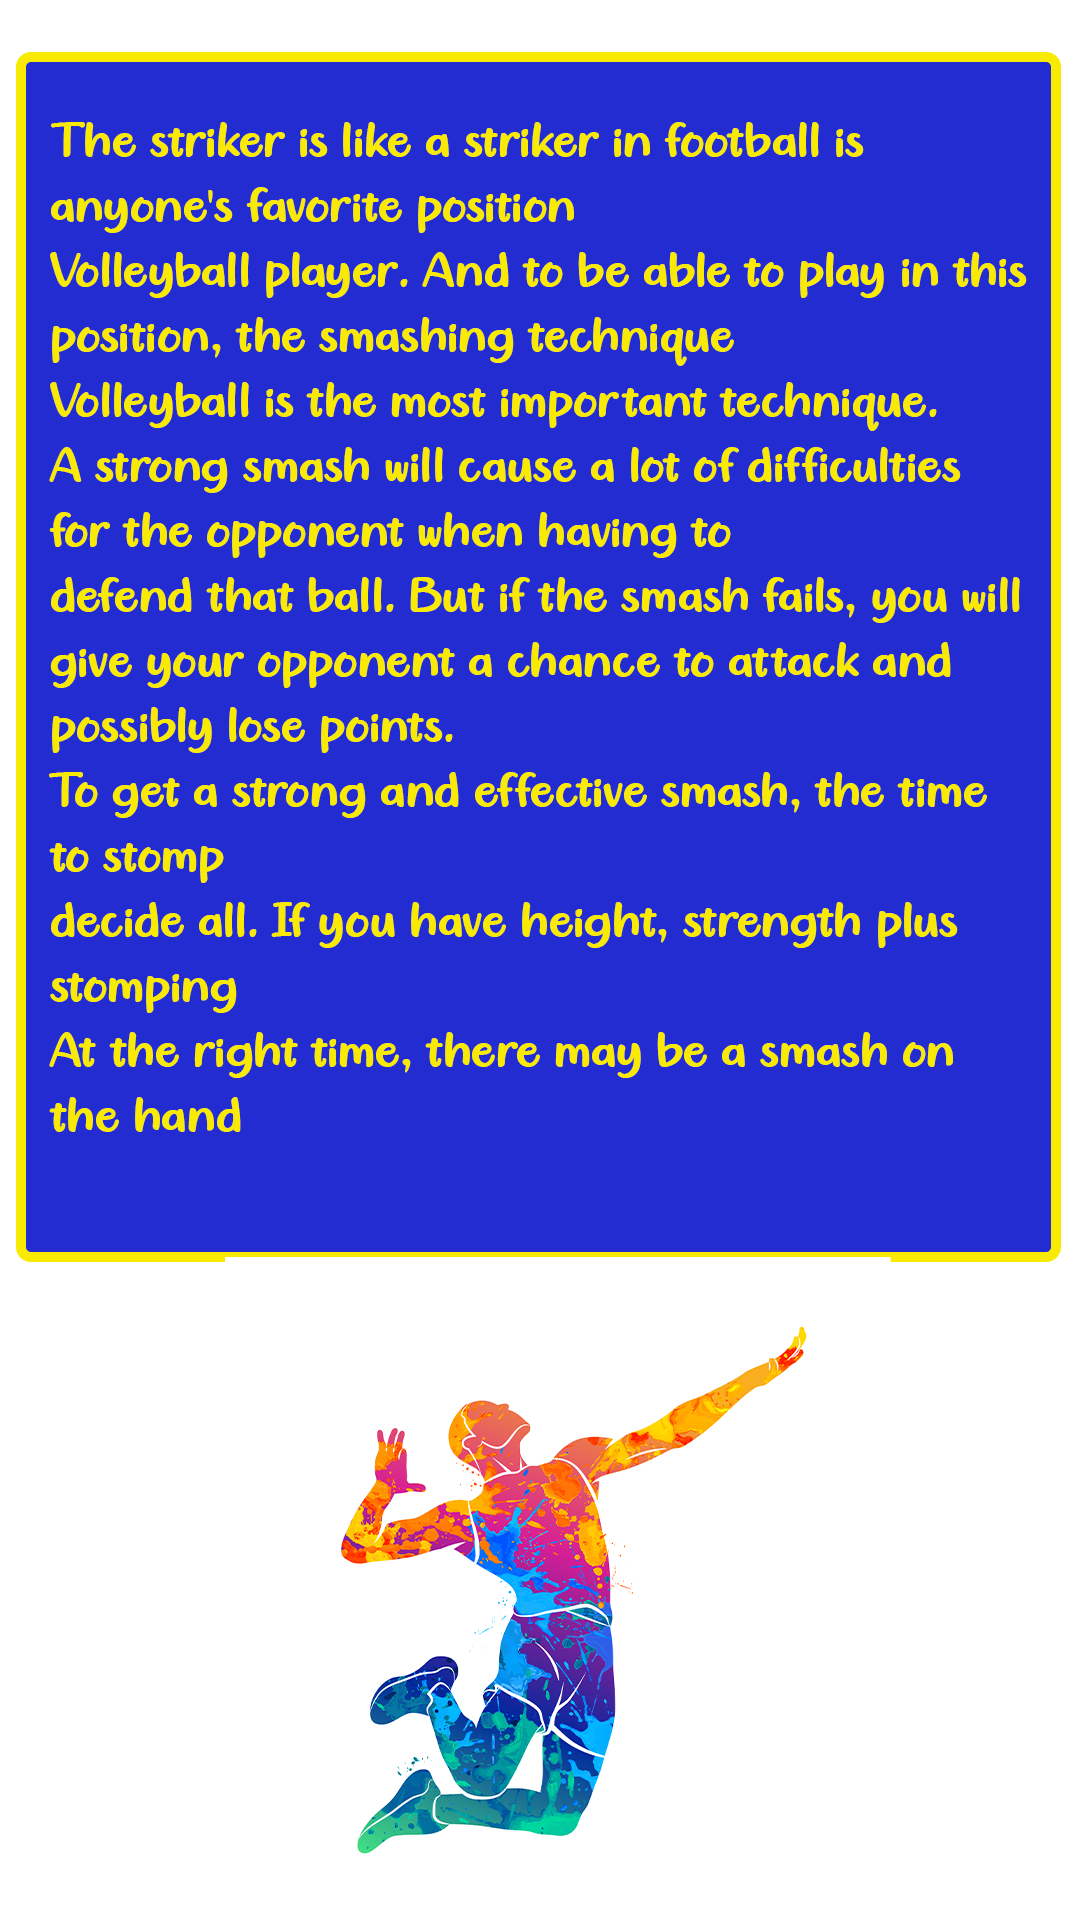 The striker is like a striker in football is
anyone's favorite position
Volleyball player. And to be able to play in this
position, the smashing technique
Volleyball is the most important technique.
A strong smash will cause a lot of difficulties
for the opponent when having to
defend that ball. But if the smash fails, you will
give your opponent a chance to attack and
possibly lose points.
To get a strong and effective smash, the time
to stomp
decide all. If you have height, strength plus
stomping
At the right time, there may be a smash on
the hand